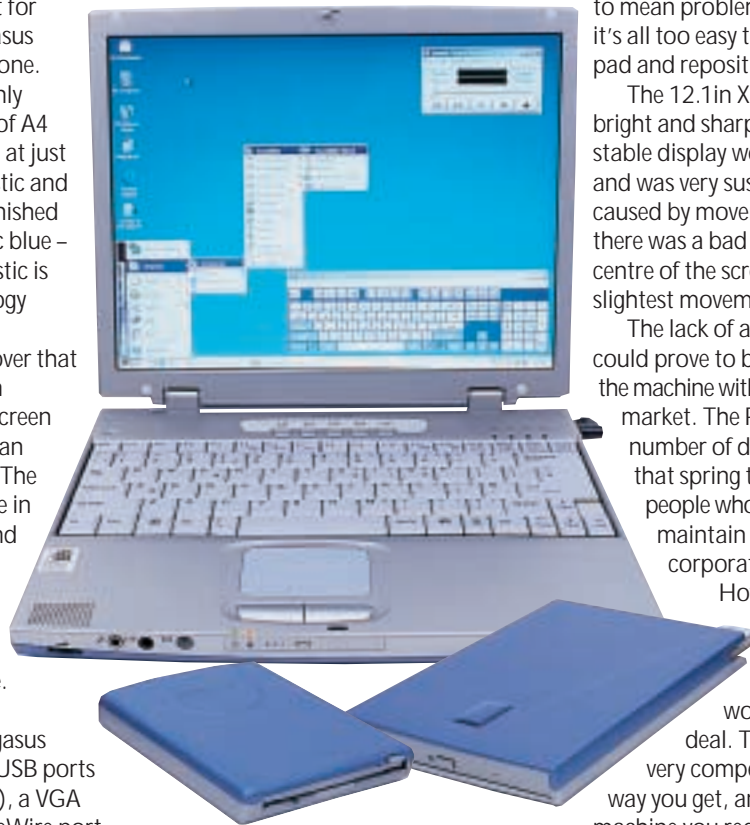 t for
asus
one.
nly
of A4
at just
tic and
nished
c blue –
stic is
ogy
over that
n
creen
an
The
e in
nd
e.
gasus
USB ports
), a VGA
eWire port
to mean problem
it's all too easy t
pad and reposit
The 12.1in X
bright and sharp
stable display we
and was very sus
caused by move
there was a bad
centre of the scre
slightest movem
The lack of a
could prove to b
the machine with
market. The P
number of d
that spring t
people who
maintain
corporat
Ho
wo
deal. T
very compe
way you get, ar
machine you rec